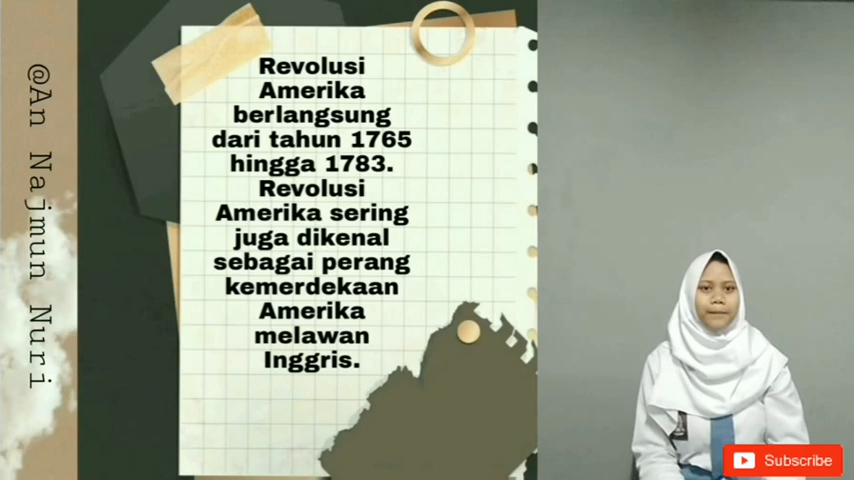 @An Najmun Nuri
Revolusi
Amerika
berlangsung
dari tahun 1765
hingga 1783.
Revolusi
Amerika sering
juga dikenal
sebagai perang
kemerdekaan
Amerika
melawan
Inggris.
Subscribe